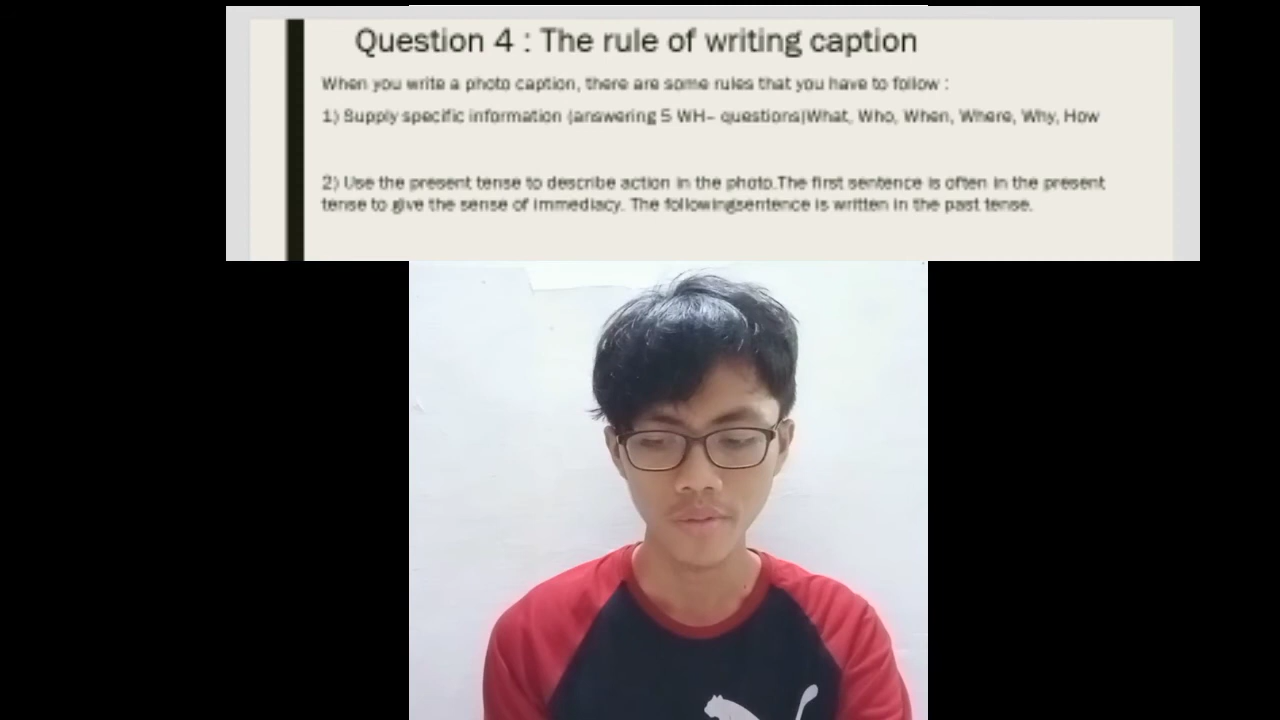 Question 4 : The rule of writing caption
When you write a photo caption, there are some rules that you have to follow :
1) Supply specific information (answering 5 WH- questions)What, Who, When, Where, Why, How
2) Use the present tense to describe action in the photo.The first sentence is often in the present
tense to give the sense of immediacy. The followingsentence is written in the past tense.